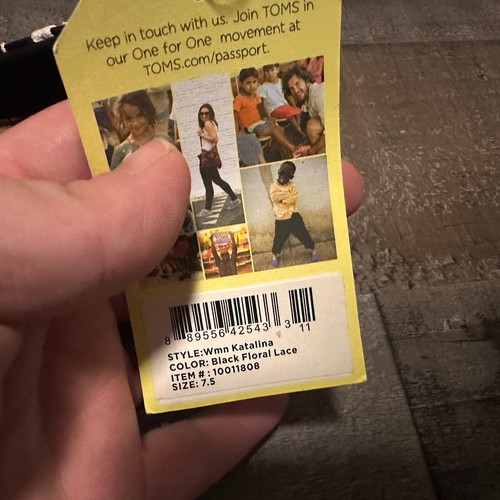 Keep in touch with us. Join TOMS in
our One for One movement at
TOMS.com/passport.
8 89556 42543 3 11
STYLE:Wmn Katalina
COLOR: Black Floral Lace
ITEM # : 10011808
SIZE: 7.5